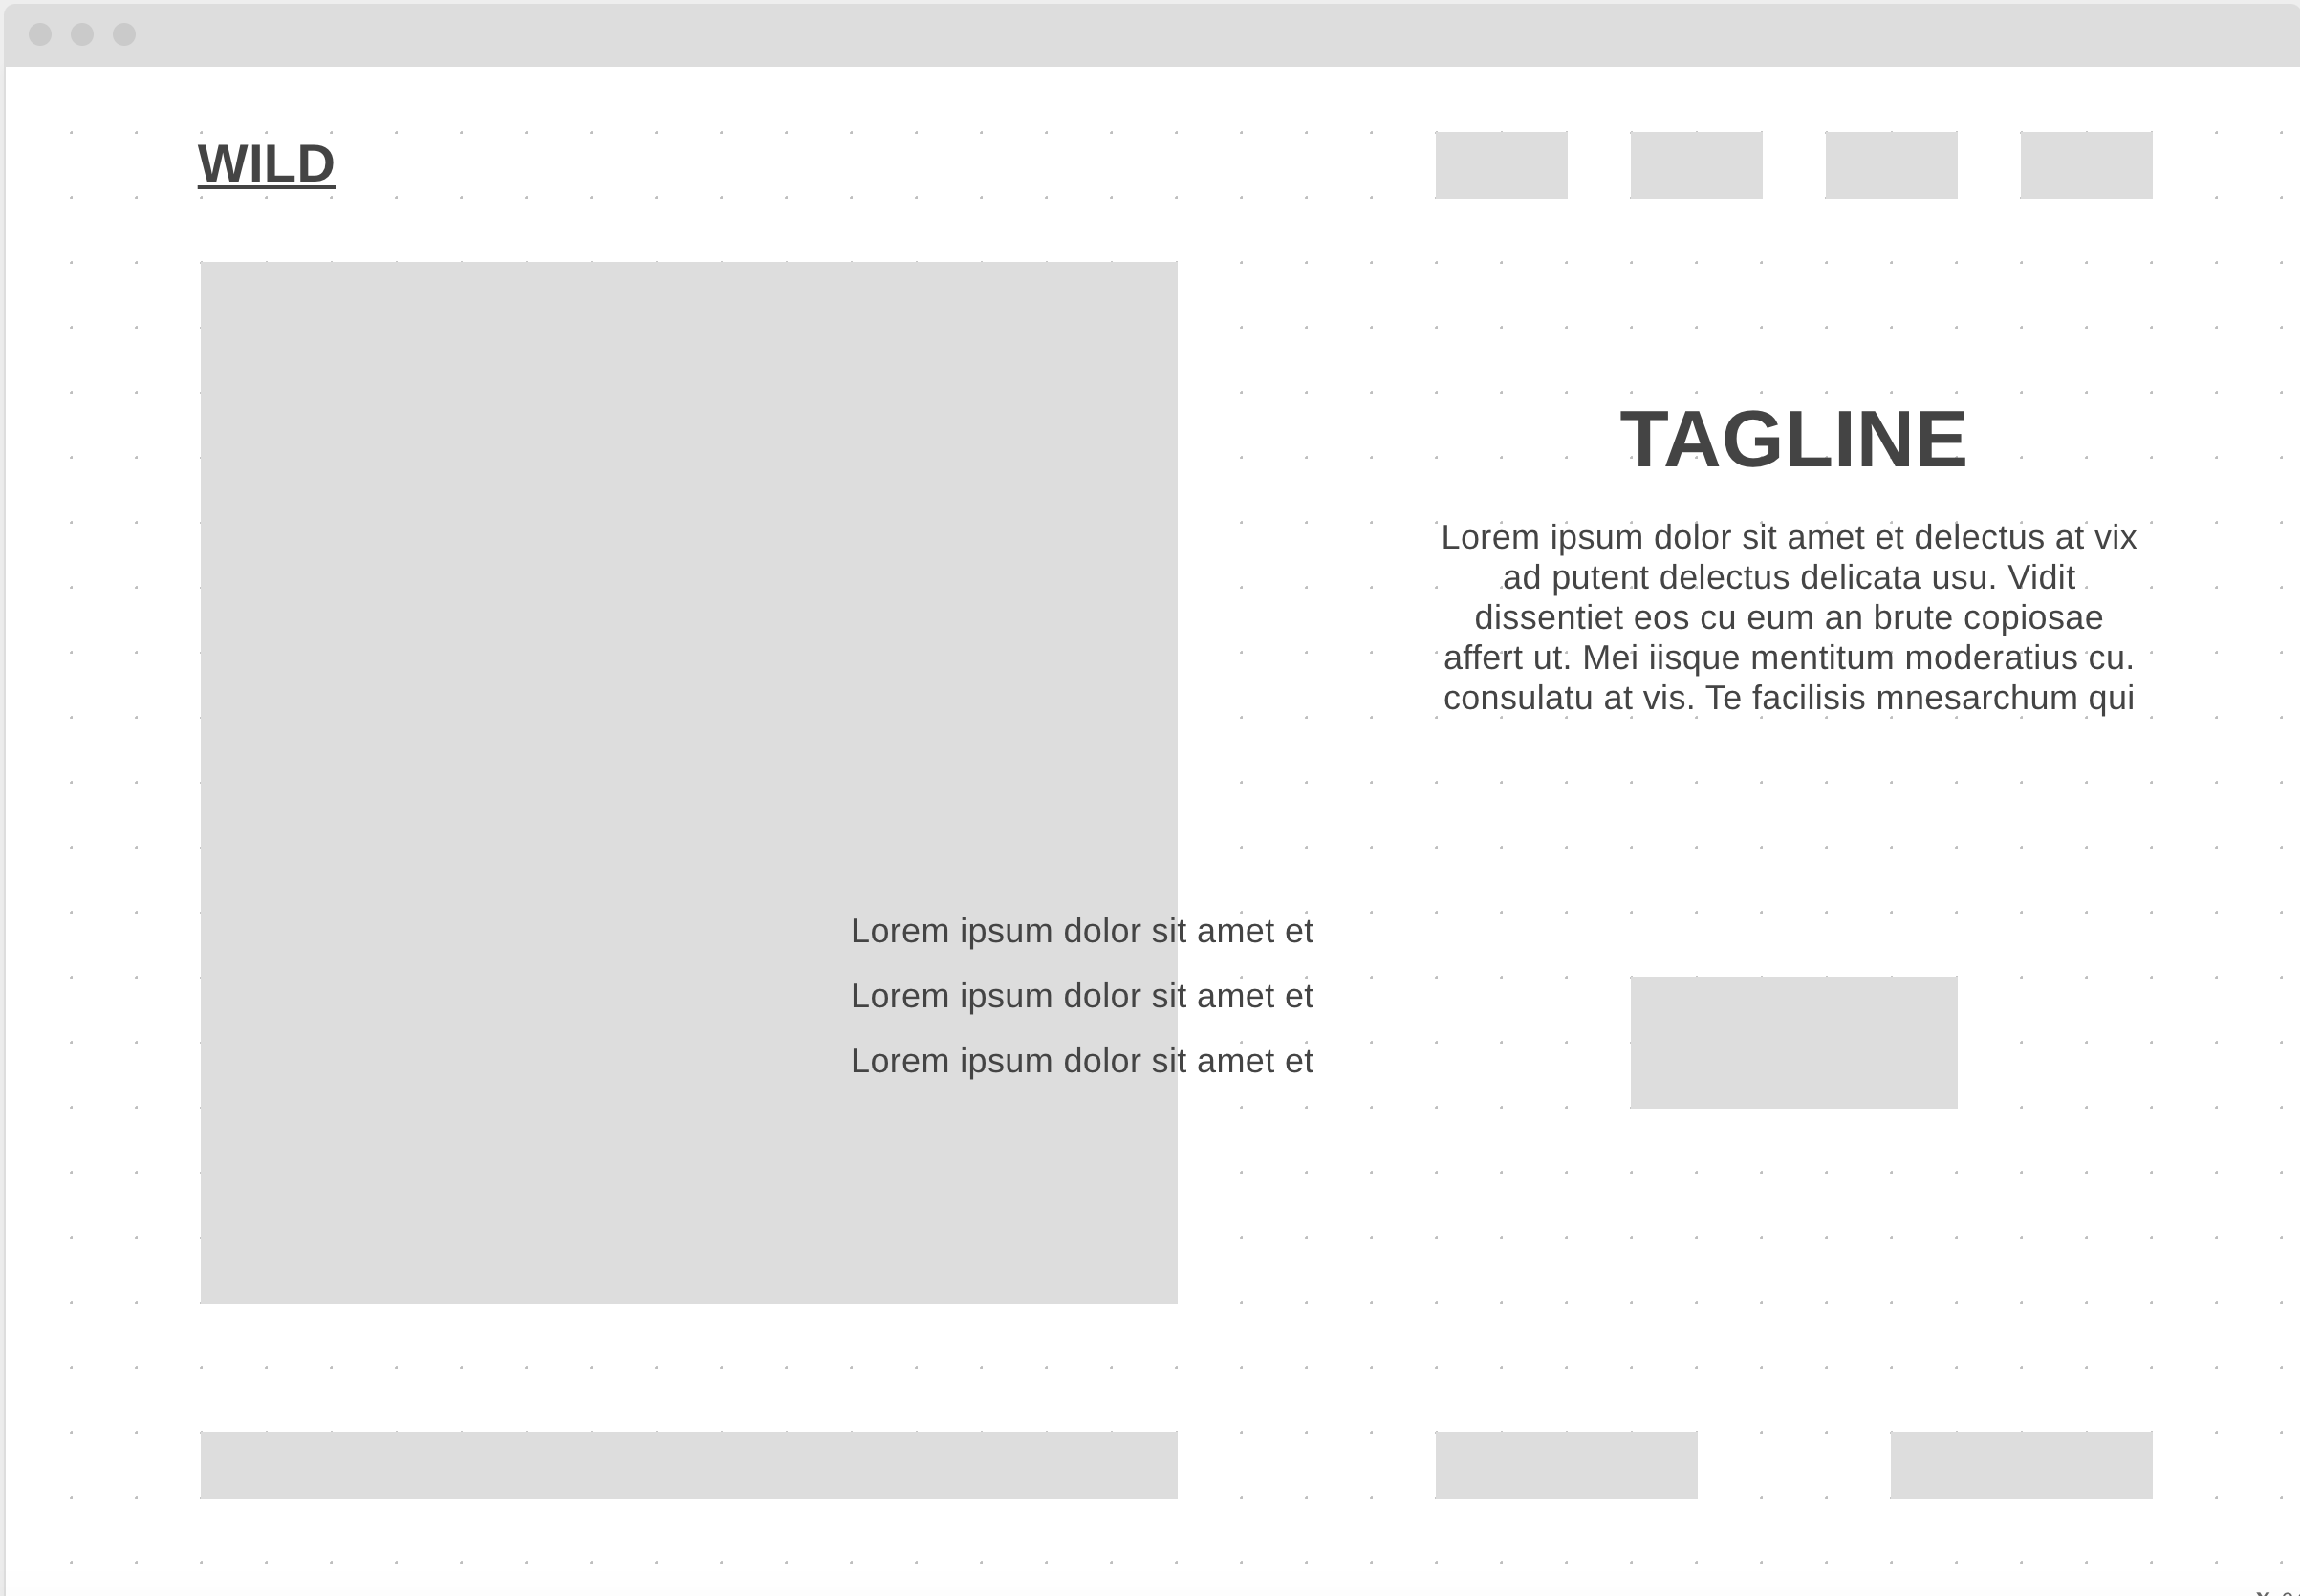 WILD
TAGLINE
Lorem ipsum dolor sit amet et delectus at vix
ad putent delectus delicata usu. Vidit
dissentiet eos cu eum an brute copiosae
affert ut. Mei iisque mentitum moderatius cu.
consulatu at vis. Te facilisis mnesarchum qui
Lorem ipsum dolor sit amet et
Lorem ipsum dolor sit amet et
Lorem ipsum dolor sit amet et